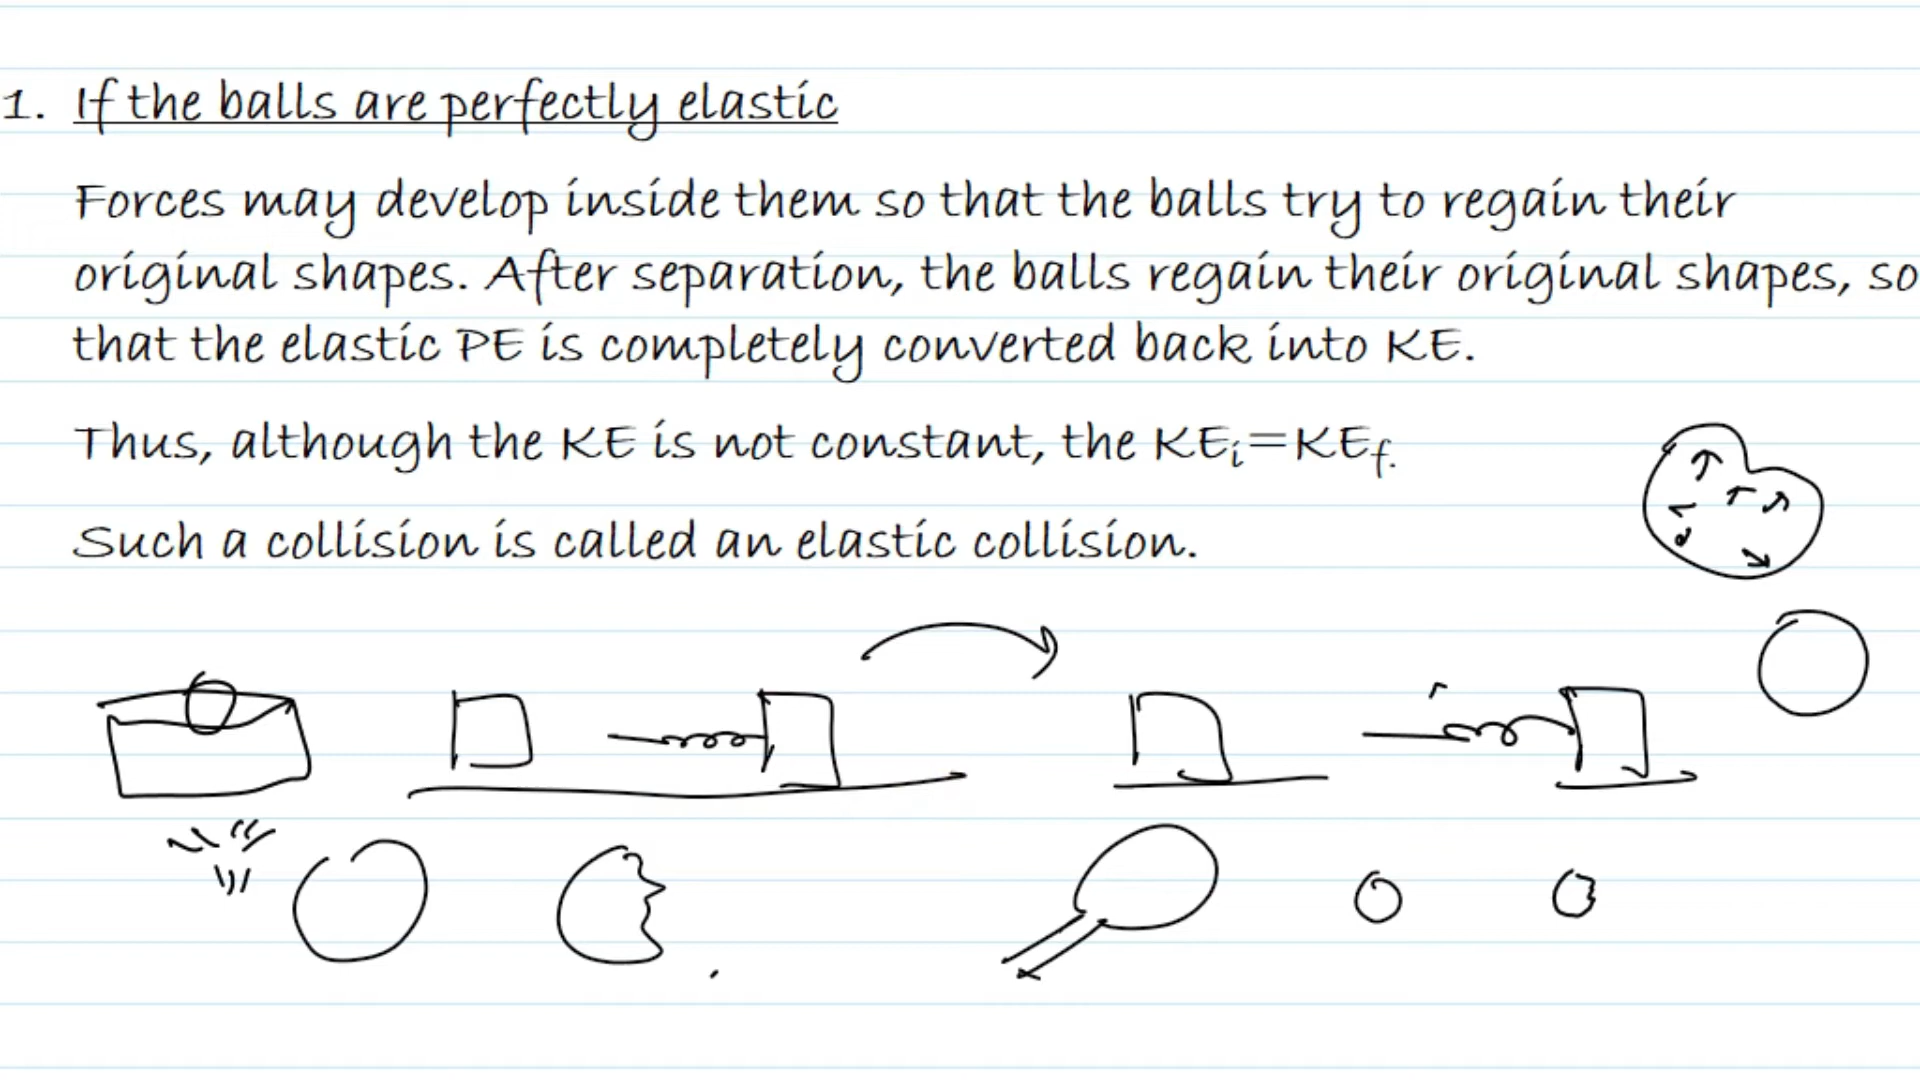 1. If the balls are perfectly elastic
Forces may develop inside them so that the balls try to regain their
original shapes. After separation, the balls regain their original shapes, so
that the elastic PE is completely converted back into KE.
Thus, although the KE is not constant, the KEi=KEf.
Such a collision is called an elastic collision.